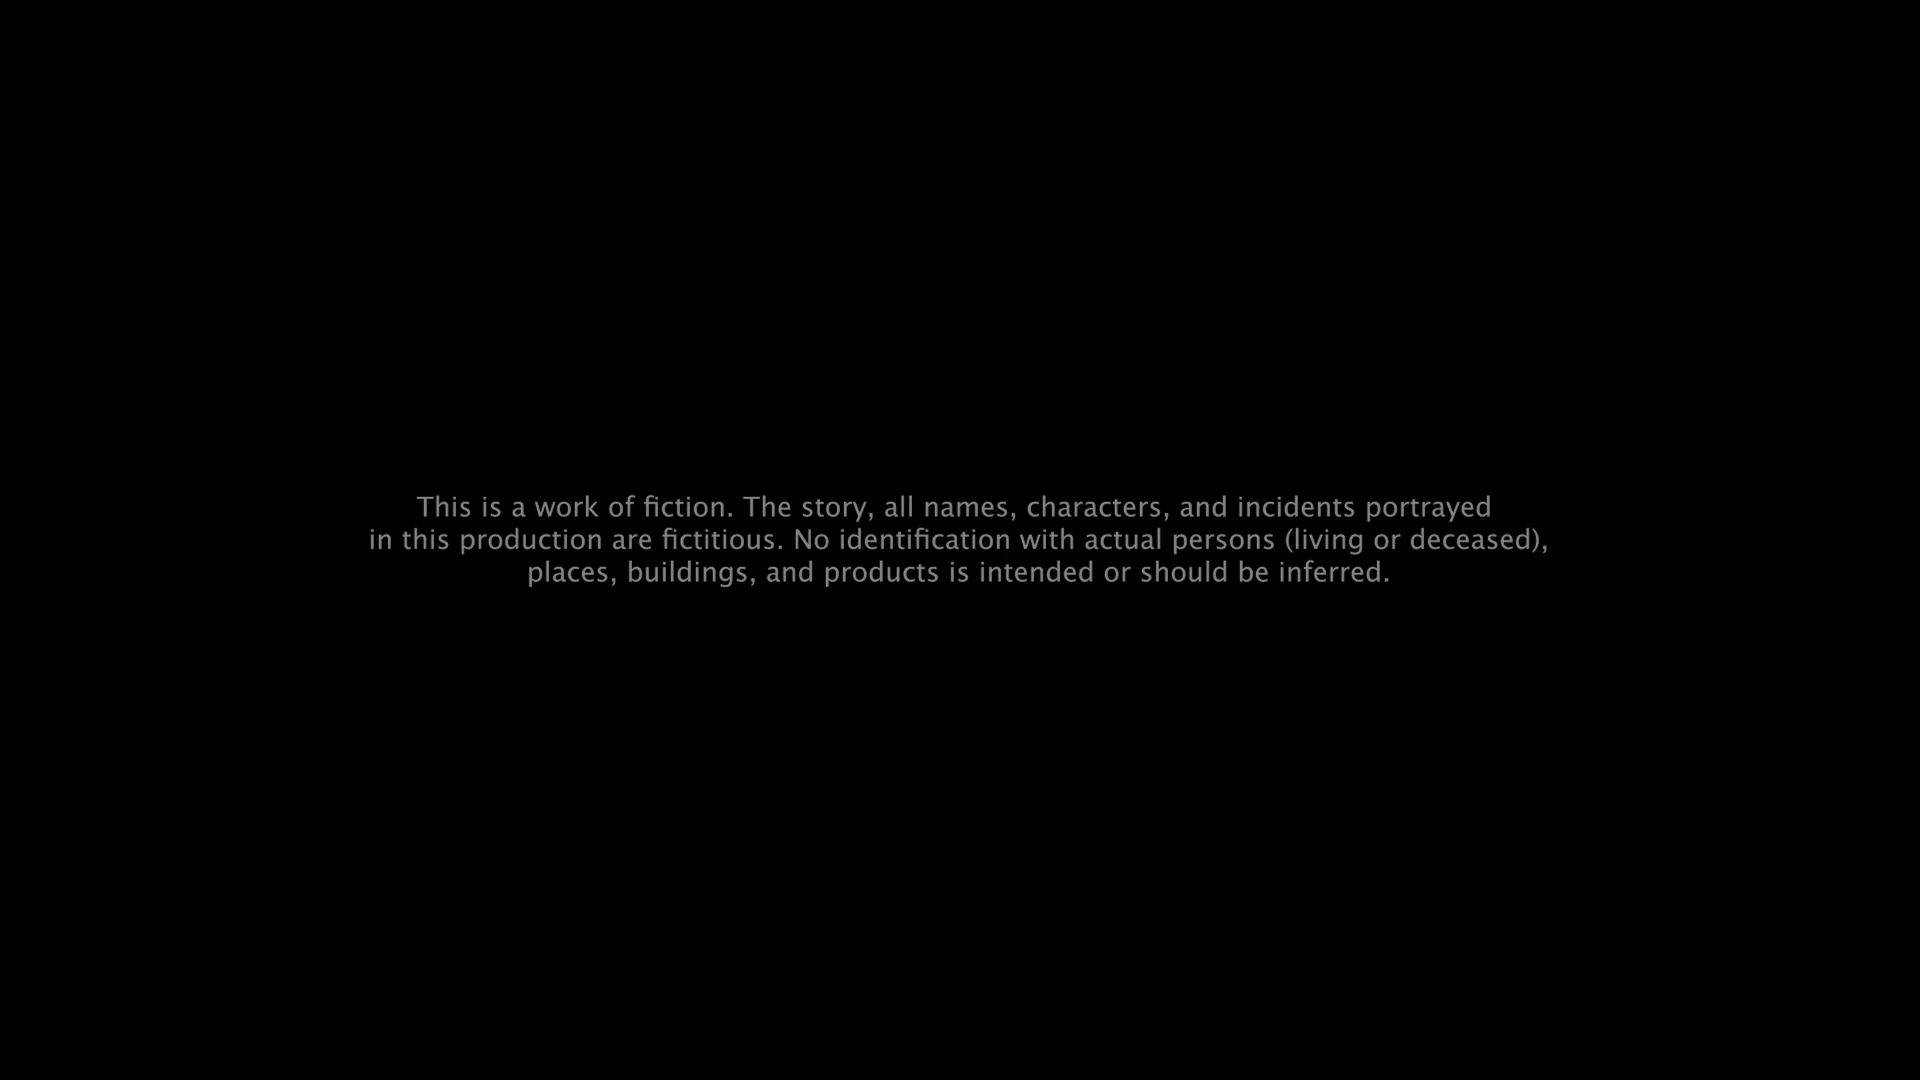 This is a work of fiction. The story, all names, characters, and incidents portrayed
in this production are fictitious. No identification with actual persons (living or deceased),
places, buildings, and products is intended or should be inferred.